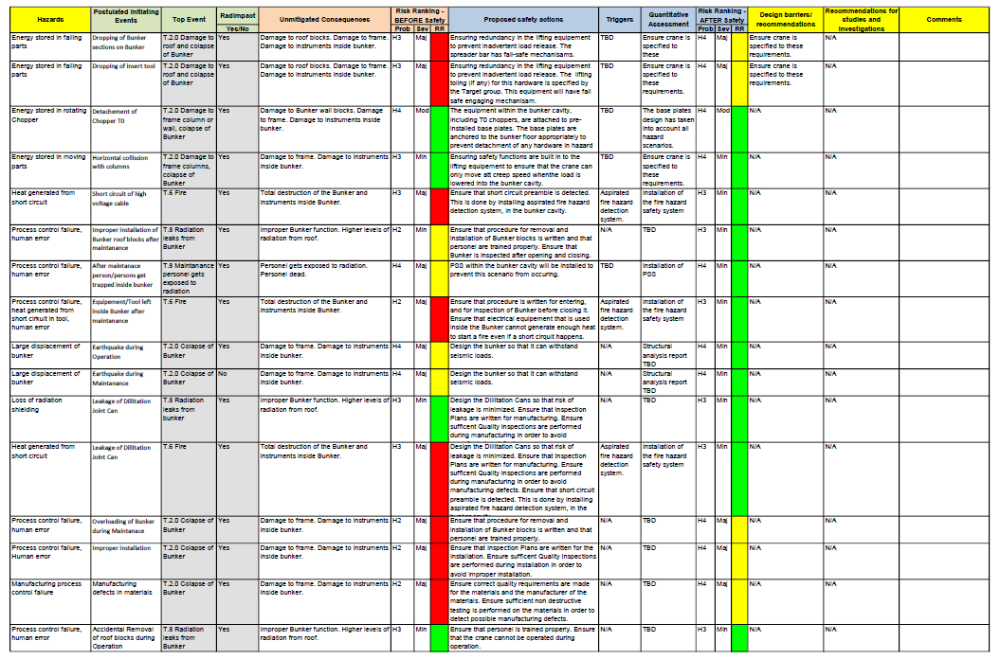 Hazards
Postulated Initiating
Events
Top Event
RadImpact
Yes/No
Unmitigated Consequences
Risk Ranking -
BEFORE Safety
Prob
Sev
RR
Proposed safety actions
Triggers
Quantitative
Assessment
Risk Ranking -
AFTER Safety
Prob
Sev
RR
Design barriers/
recommendations
Recommendations for
studies and
investigations
Comments
Energy stored in falling
parts
Dropping of Bunker
sections on Bunker
T.2.0 Damage to
roof and colapse
of Bunker
Yes
Damage to roof blocks. Damage to frame.
Damage to instruments inside bunker.
H3
Maj
Ensuring redundancy in the lifting equipement
to prevent inadvertent load release. The
spreader bar has fail-safe mechanisams.
TBD
Ensure crane is
specified to
these
H4
Maj
Ensure crane is
specified to these
requirements.
N/A
Energy stored in falling
parts
Dropping of insert tool
T.2.0 Damage to
roof and colapse
of Bunker
Yes
Damage to roof blocks. Damage to frame.
Damage to instruments inside bunker.
H3
Maj
Ensuring redundancy in the lifting equipement
to prevent inadvertent load release. The lifting
toling (if any) for this hardware is specified by
the Target group. This equipment will have fail
safe engaging mechanisam.
TBD
Ensure crane is
specified to
these
requirements.
H4
Maj
Ensure crane is
specified to these
requirements.
N/A
Energy stored in rotating
Chopper
Detachement of
Chopper T0
T.2.0 Damage to
frame column or
wall, colapse of
Bunker
Yes
Damage to Bunker wall blocks. Damage
to frame. Damage to instruments inside
bunker.
H4
Mod
The equipment within the bunker cavity,
including T0 choppers, are attached to pre-
installed base plates. The base plates are
anchored to the bunker floor appropriately to
prevent detachment of any hardware in hazard
TBD
The base plates
design has taken
into account all
hazard
scenarios.
H4
Mod
N/A
N/A
Energy stored in moving
parts
Horizontal collission
with columns
T.2.0 Damage to
frame columns,
colapse of
Bunker
Yes
Damage to frame. Damage to instruments
inside bunker.
H3
Min
Ensuring safety functions are built in to the
lifting equipment to ensure that the crane can
only move att creep speed whenthe load is
lowered into the bunker cavity.
TBD
Ensure crane is
specified to
these
requirements.
H4
Min
N/A
N/A
Heat generated from
short circuit
Short circuit of high
voltage cable
T.6 Fire
Yes
Total destruction of the Bunker and
instruments inside Bunker.
H3
Maj
Ensure that short circuit preamble is detected.
This is done by installing aspirated fire hazard
detection system, in the bunker cavity.
Aspirated
fire hazard
detection
system.
Installation of
the fire hazard
safety system
H3
Min
N/A
N/A
Process control failure,
human error
Improper installation of
Bunker roof blocks after
maintanance
T.8 Radiation
leaks from
Bunker
Yes
Improper Bunker function. Higher levels of
radiation from roof.
H2
Min
Ensure that procedure for removal and
installation of Bunker blocks is written and that
personel are trained properly. Ensure that
Bunker is inspected after opening and closing.
N/A
TBD
H3
Min
N/A
N/A
Process control failure,
human error
After maintanace
person/persons get
trapped inside bunker
T.8 Maintanance
personel gets
exposed to
radiation
Yes
Personel gets exposed to radiation.
Personel dead.
H4
Maj
PSS within the bunker cavity will be installed to
prevent this scenario from occuring.
TBD
Installation of
PSS
H4
Min
N/A
N/A
Process control failure,
heat generated from
short cirkuit in tool,
human error
Equipement/Tool left
inside Bunker after
maintanance
T.6 Fire
Yes
Total destruction of the Bunker and
instruments inside Bunker.
H2
Maj
Ensure that procedure is written for entering,
and for inspection of Bunker before closing it.
Ensure that electrical equipement that is used
inside the Bunker cannot generate enough heat
to start a fire even if a short circuit happens.
Aspirated
fire hazard
detection
system.
Installation of
the fire hazard
safety system
H3
Min
N/A
N/A
Large displacement of
bunker
Earthquake during
Operation
T.2.0 Colapse of
Bunker
Yes
Damage to frame. Damage to instruments
inside bunker.
H4
Maj
Design the bunker so that it can withstand
seismic loads.
N/A
Structural
analysis report
TBD
H4
Min
N/A
N/A
Large displacement of
bunker
Earthquake during
Maintanance
T.2.0 Colapse of
Bunker
No
Damage to frame. Damage to instruments
inside bunker.
H4
Maj
Design the bunker so that it can withstand
seismic loads.
N/A
Structural
analysis report
TBD
H4
Min
N/A
N/A
Loss of radiation
shielding
Leakage of Dillitation
Joint Can
T.8 Radiation
leaks from
bunker
Yes
Improper Bunker function. Higher levels of
radiation from roof.
H3
Min
Design the Dillitation Cans so that risk of
leakage is minimized. Ensure that Inspection
Plans are written for manufacturing. Ensure
sufficent Quality Inspections are performed
during manufacturing in order to avoid
N/A
TBD
H4
Min
N/A
N/A
Heat generated from
short circuit
Leakage of Dillitation
Joint Can
T.6 Fire
Yes
Total destruction of the Bunker and
instruments inside Bunker.
H3
Maj
Design the Dillitation Cans so that risk of
leakage is minimized. Ensure that Inspection
Plans are written for manufacturing. Ensure
sufficent Quality Inspections are performed
during manufacturing in order to avoid
manufacturing defects. Ensure that short circuit
preamble is detected. This is done by installing
aspirated fire hazard detection system, in the
Aspirated
fire hazard
detection
system.
Installation of
the fire hazard
safety system
H3
Min
N/A
N/A
Process control failure,
human error
Overloading of Bunker
during Maintanace
T.2.0 Colapse of
Bunker
Yes
Damage to frame. Damage to instruments
inside bunker.
H2
Maj
Ensure that procedure for removal and
installation of Bunker blocks is written and that
personel are trained properly.
N/A
TBD
H4
Maj
N/A
N/A
Process control failure,
Human error
Improper installation
T.2.0 Colapse of
Bunker
Yes
Damage to frame. Damage to instruments
inside bunker.
H2
Maj
Ensure that Inspection Plans are written for the
installation. Ensure sufficent Quality Inspections
are performed during installation in order to
avoid improper installation.
N/A
TBD
H4
Maj
N/A
N/A
Manufacturing process
control failure
Manufacturing
defects in materials
T.2.0 Colapse of
Bunker
Yes
Damage to frame. Damage to instruments
inside bunker.
H2
Maj
Ensure correct quality requirements are made
for the materials and the manufacturer of the
materials. Ensure sufficient non destructive
testing is performed on the materials in order to
detect possible manufacturing defects.
N/A
TBD
H4
Maj
N/A
N/A
Process control failure,
human error
Accidental Removal
of roof blocks during
Operation
T.8 Radiation
leaks from
Bunker
Yes
Improper Bunker function. Higher levels of
radiation from roof.
H3
Min
Ensure that personel is trained properly. Ensure
that the crane cannot be operated during
operation.
N/A
TBD
H3
Min
N/A
N/A